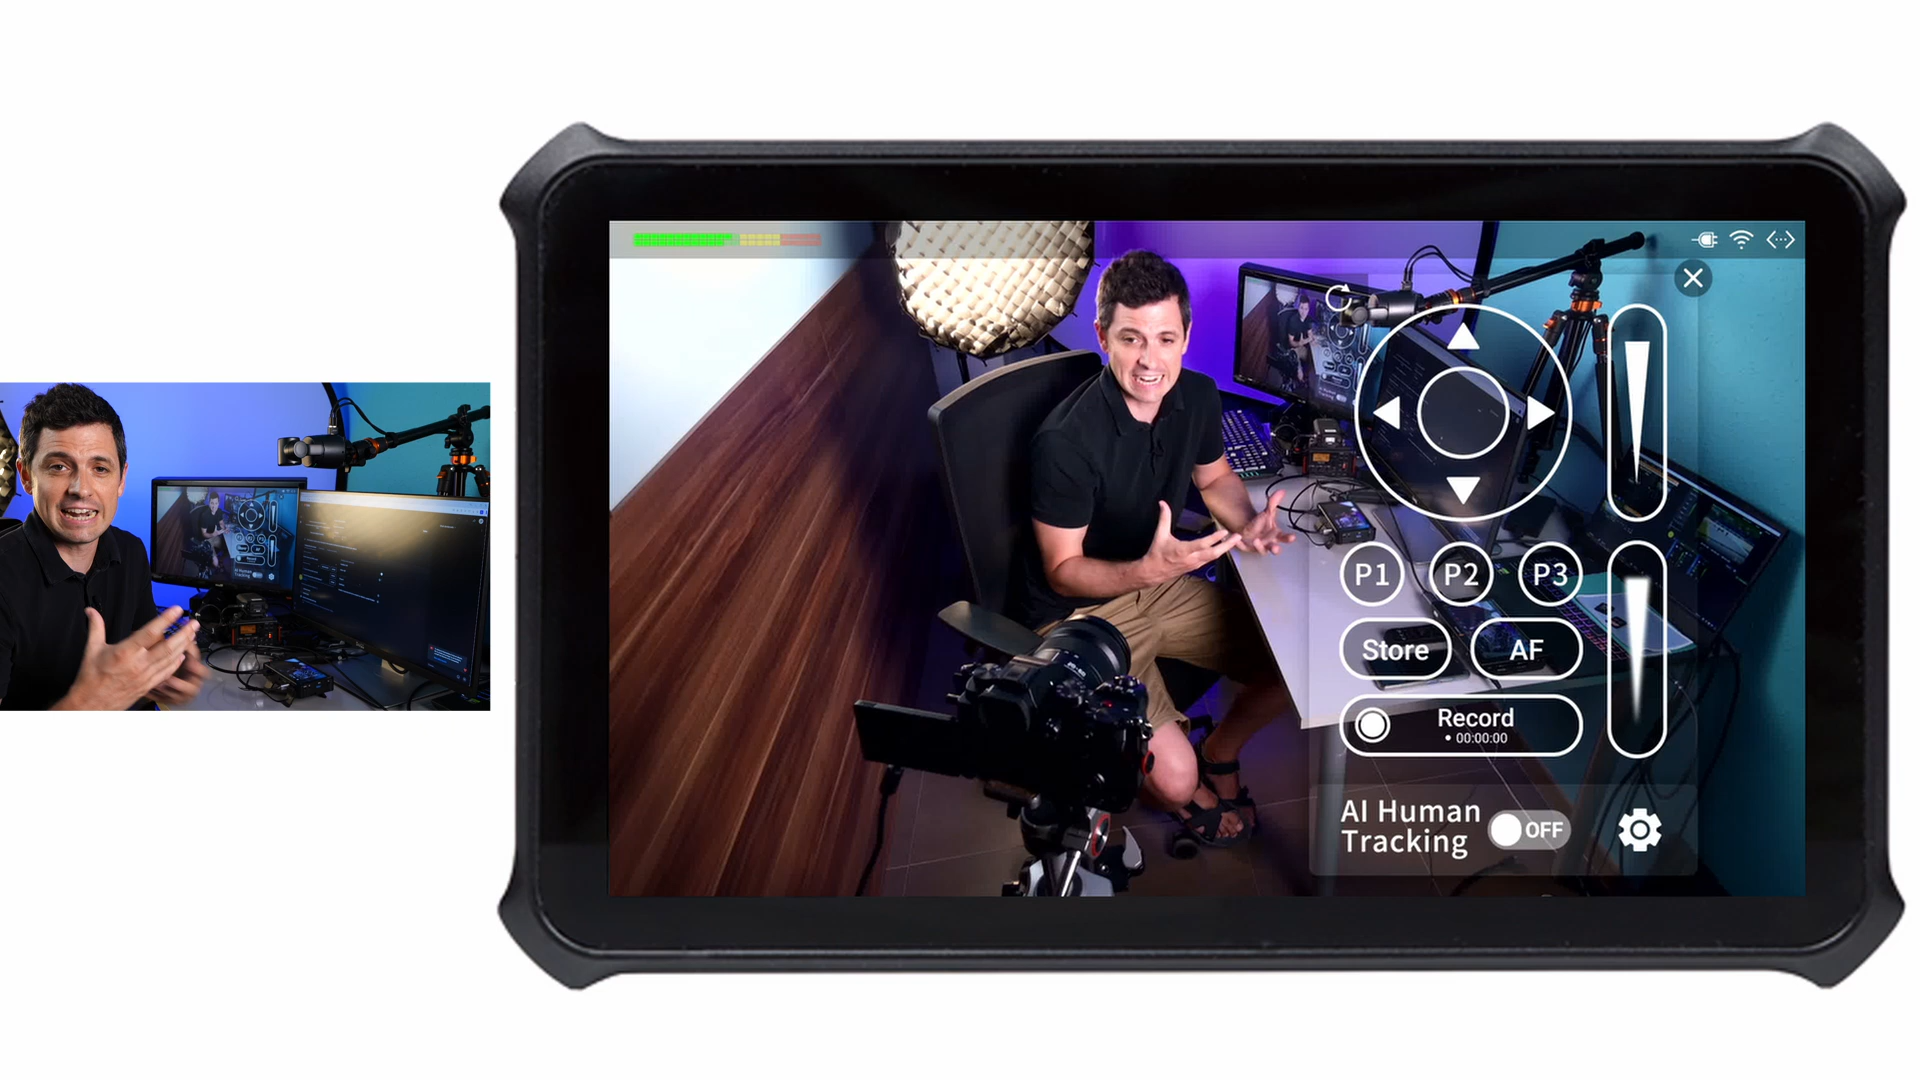 P1 P2 P3
Store AF
Record
• 00:00:00
AI Human
Tracking
OFF